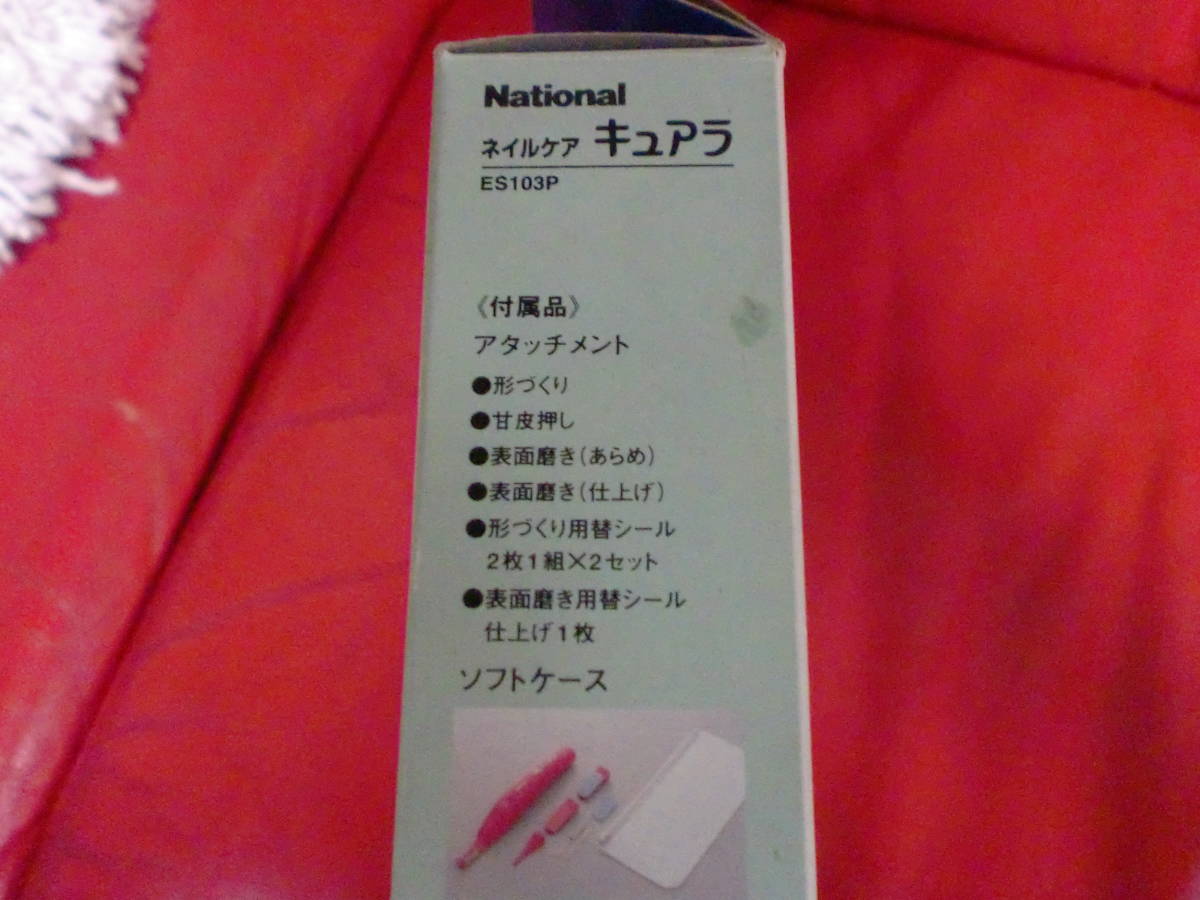 National
ネイルケア キュアラ
ES103P
《付属品》
アタッチメント
●形づくり
●甘皮押し
●表面磨き(あらめ)
●表面磨き(仕上げ)
●形づくり用替シール
2枚1組×2セット
●表面磨き用替シール
仕上げ1枚
ソフトケース